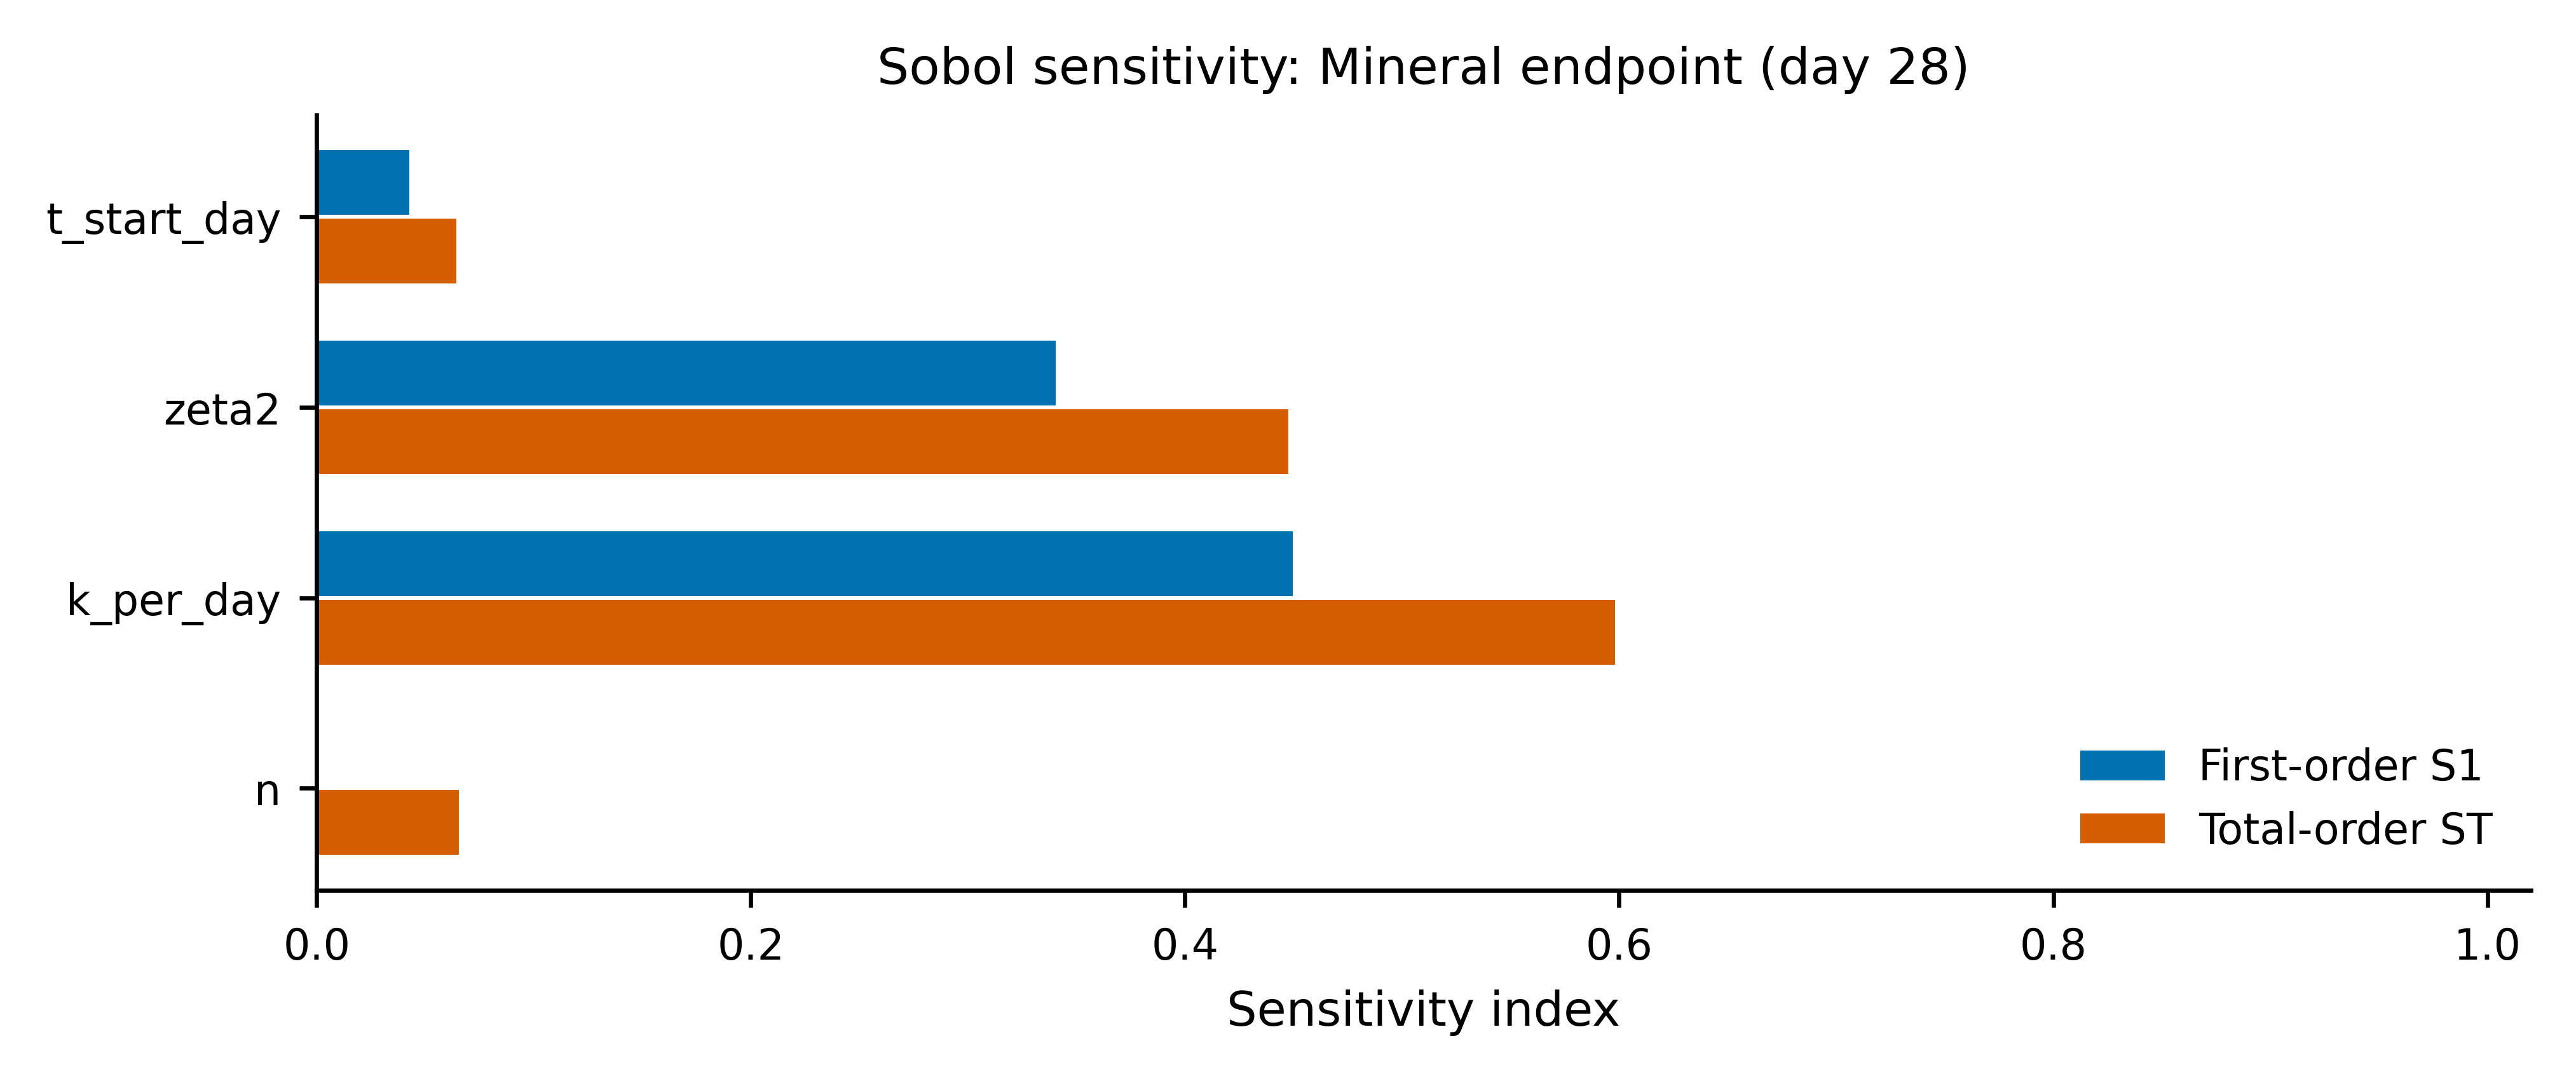 Sobol sensitivity: Mineral endpoint (day 28)
t_start_day
zeta2
k_per_day
n
First-order S1
Total-order ST
0.0 0.2 0.4 0.6 0.8 1.0
Sensitivity index